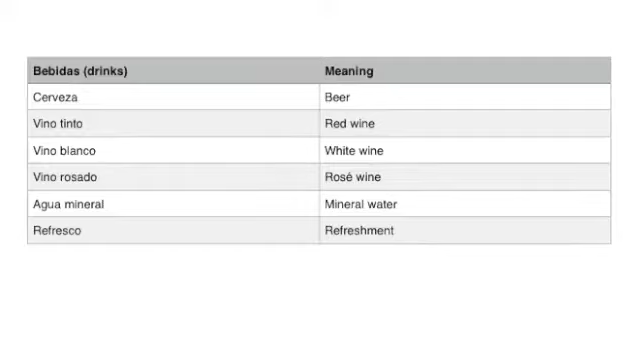 Bebidas (drinks) Meaning
Cerveza Beer
Vino tinto Red wine
Vino blanco White wine
Vino rosado Rosé wine
Agua mineral Mineral water
Refresco Refreshment